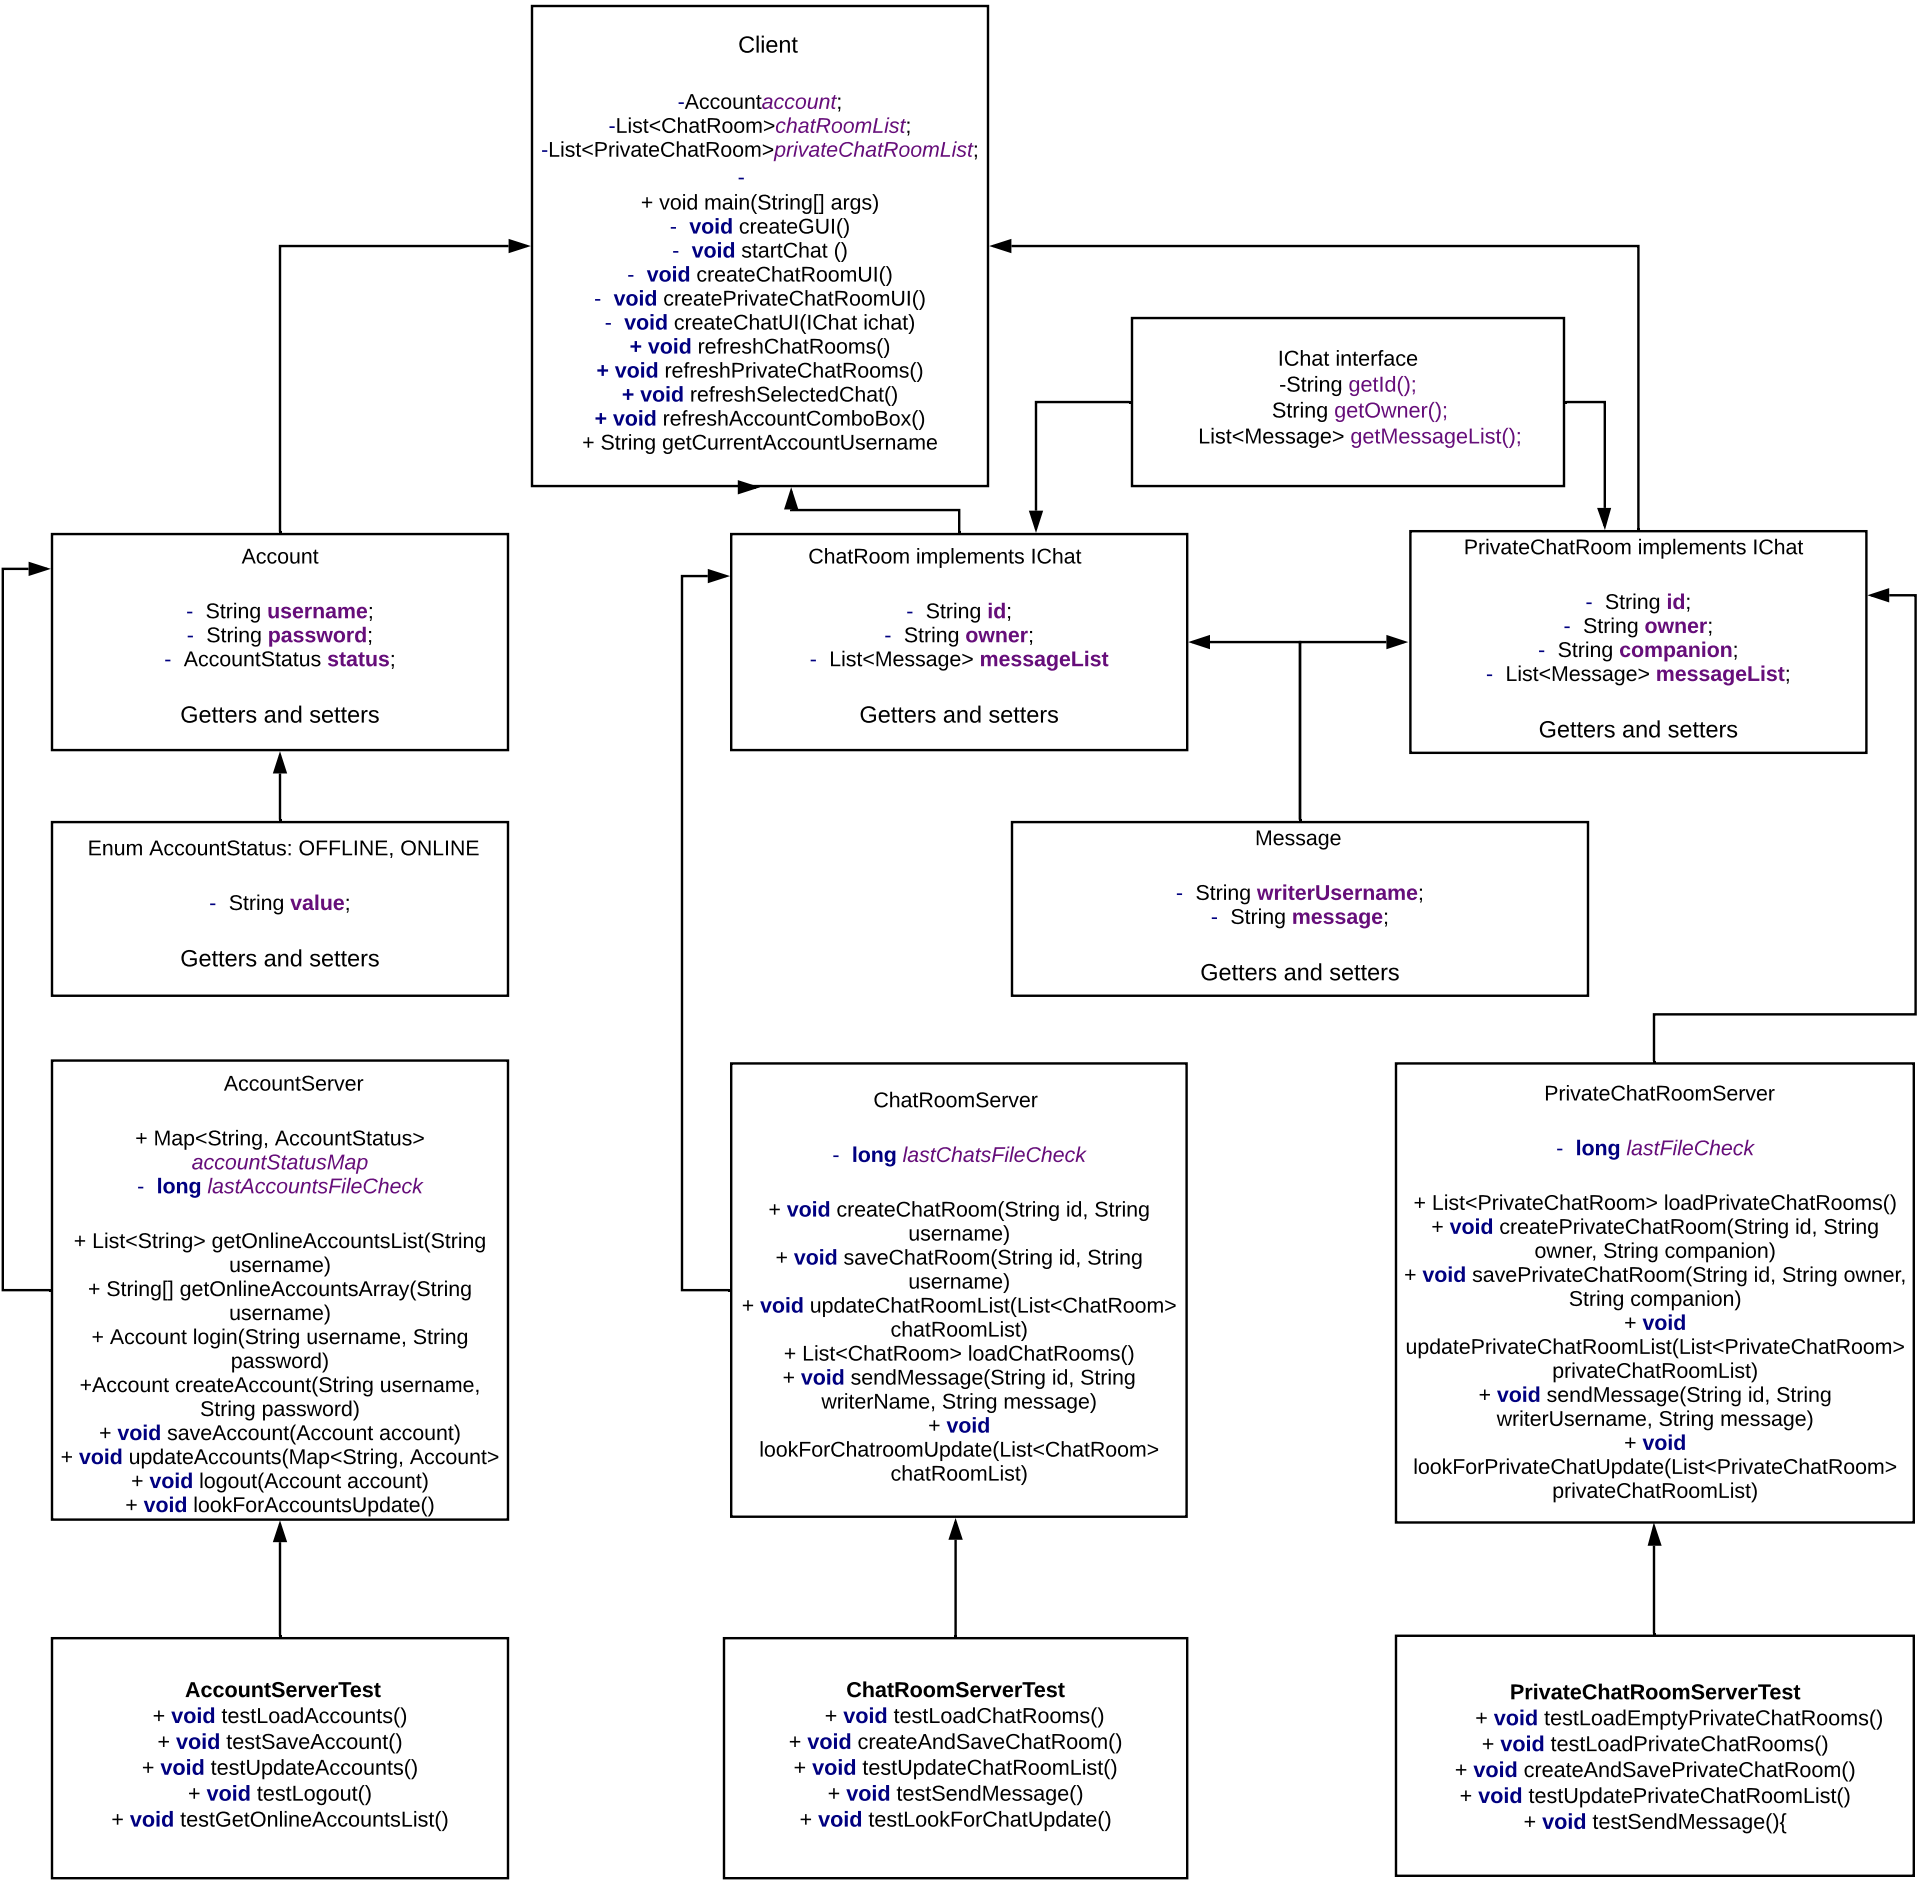 Client
-Accountaccount;
-List<ChatRoom>chatRoomList;
-List<PrivateChatRoom>privateChatRoomList;
-
+ void main(String[] args)
- void createGUI()
- void startChat ()
- void createChatRoomUI()
- void createPrivateChatRoomUI()
- void createChatUI(IChat ichat)
+ void refreshChatRooms()
+ void refreshPrivateChatRooms()
+ void refreshSelectedChat()
+ void refreshAccountComboBox()
+ String getCurrentAccountUsername
IChat interface
-String getId();
String getOwner();
List<Message> getMessageList();
Account
- String username;
- String password;
- AccountStatus status;
Getters and setters
ChatRoom implements IChat
- String id;
- String owner;
- List<Message> messageList
Getters and setters
PrivateChatRoom implements IChat
- String id;
- String owner;
- String companion;
- List<Message> messageList;
Getters and setters
Enum AccountStatus: OFFLINE, ONLINE
- String value;
Getters and setters
Message
- String writerUsername;
- String message;
Getters and setters
AccountServer
+ Map<String, AccountStatus>
accountStatusMap
- long lastAccountsFileCheck
+ List<String> getOnlineAccountsList(String
username)
+ String[] getOnlineAccountsArray(String
username)
+ Account login(String username, String
password)
+Account createAccount(String username,
String password)
+ void saveAccount(Account account)
+ void updateAccounts(Map<String, Account>
+ void logout(Account account)
+ void lookForAccountsUpdate()
ChatRoomServer
- long lastChatsFileCheck
+ void createChatRoom(String id, String
username)
+ void saveChatRoom(String id, String
username)
+ void updateChatRoomList(List<ChatRoom>
chatRoomList)
+ List<ChatRoom> loadChatRooms()
+ void sendMessage(String id, String
writerName, String message)
+ void
lookForChatroomUpdate(List<ChatRoom>
chatRoomList)
PrivateChatRoomServer
- long lastFileCheck
+ List<PrivateChatRoom> loadPrivateChatRooms()
+ void createPrivateChatRoom(String id, String
owner, String companion)
+ void savePrivateChatRoom(String id, String owner,
String companion)
+ void
updatePrivateChatRoomList(List<PrivateChatRoom>
privateChatRoomList)
+ void sendMessage(String id, String
writerUsername, String message)
+ void
lookForPrivateChatUpdate(List<PrivateChatRoom>
privateChatRoomList)
AccountServerTest
+ void testLoadAccounts()
+ void testSaveAccount()
+ void testUpdateAccounts()
+ void testLogout()
+ void testGetOnlineAccountsList()
ChatRoomServerTest
+ void testLoadChatRooms()
+ void createAndSaveChatRoom()
+ void testUpdateChatRoomList()
+ void testSendMessage()
+ void testLookForChatUpdate()
PrivateChatRoomServerTest
+ void testLoadEmptyPrivateChatRooms()
+ void testLoadPrivateChatRooms()
+ void createAndSavePrivateChatRoom()
+ void testUpdatePrivateChatRoomList()
+ void testSendMessage(){